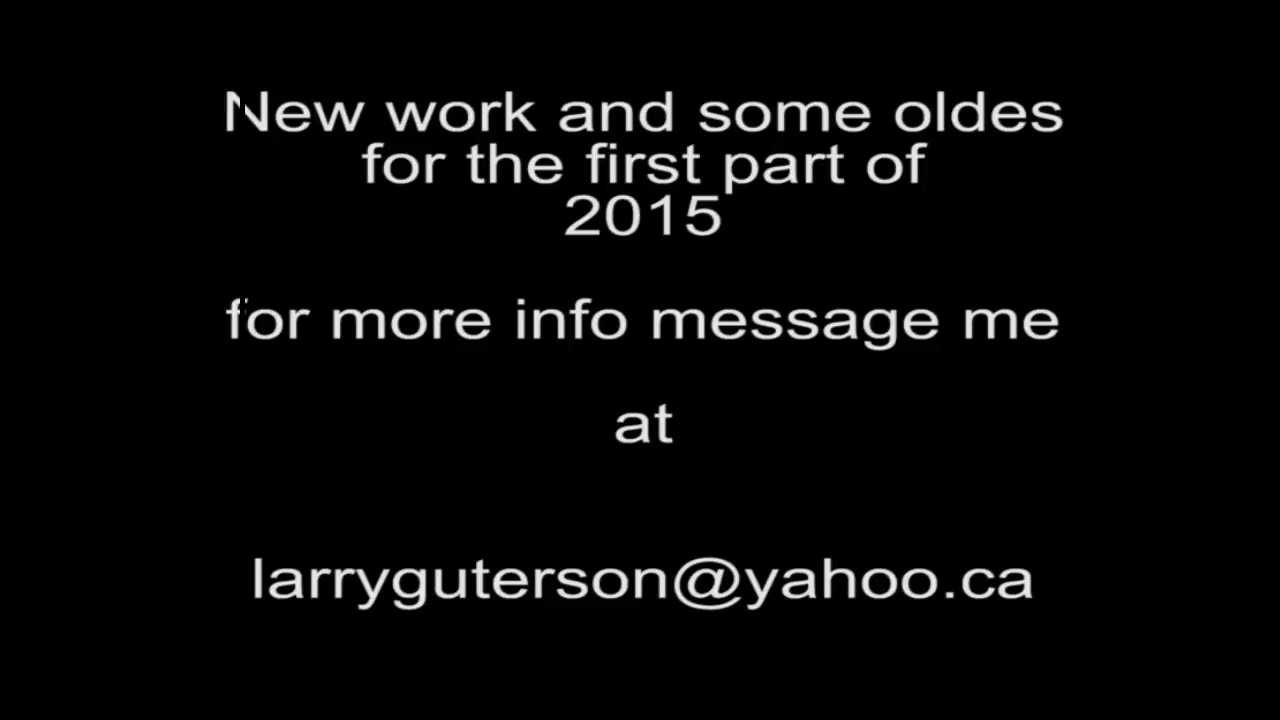 New work and some oldes
for the first part of
2015
for more info message me
at
larryguterson@yahoo.ca